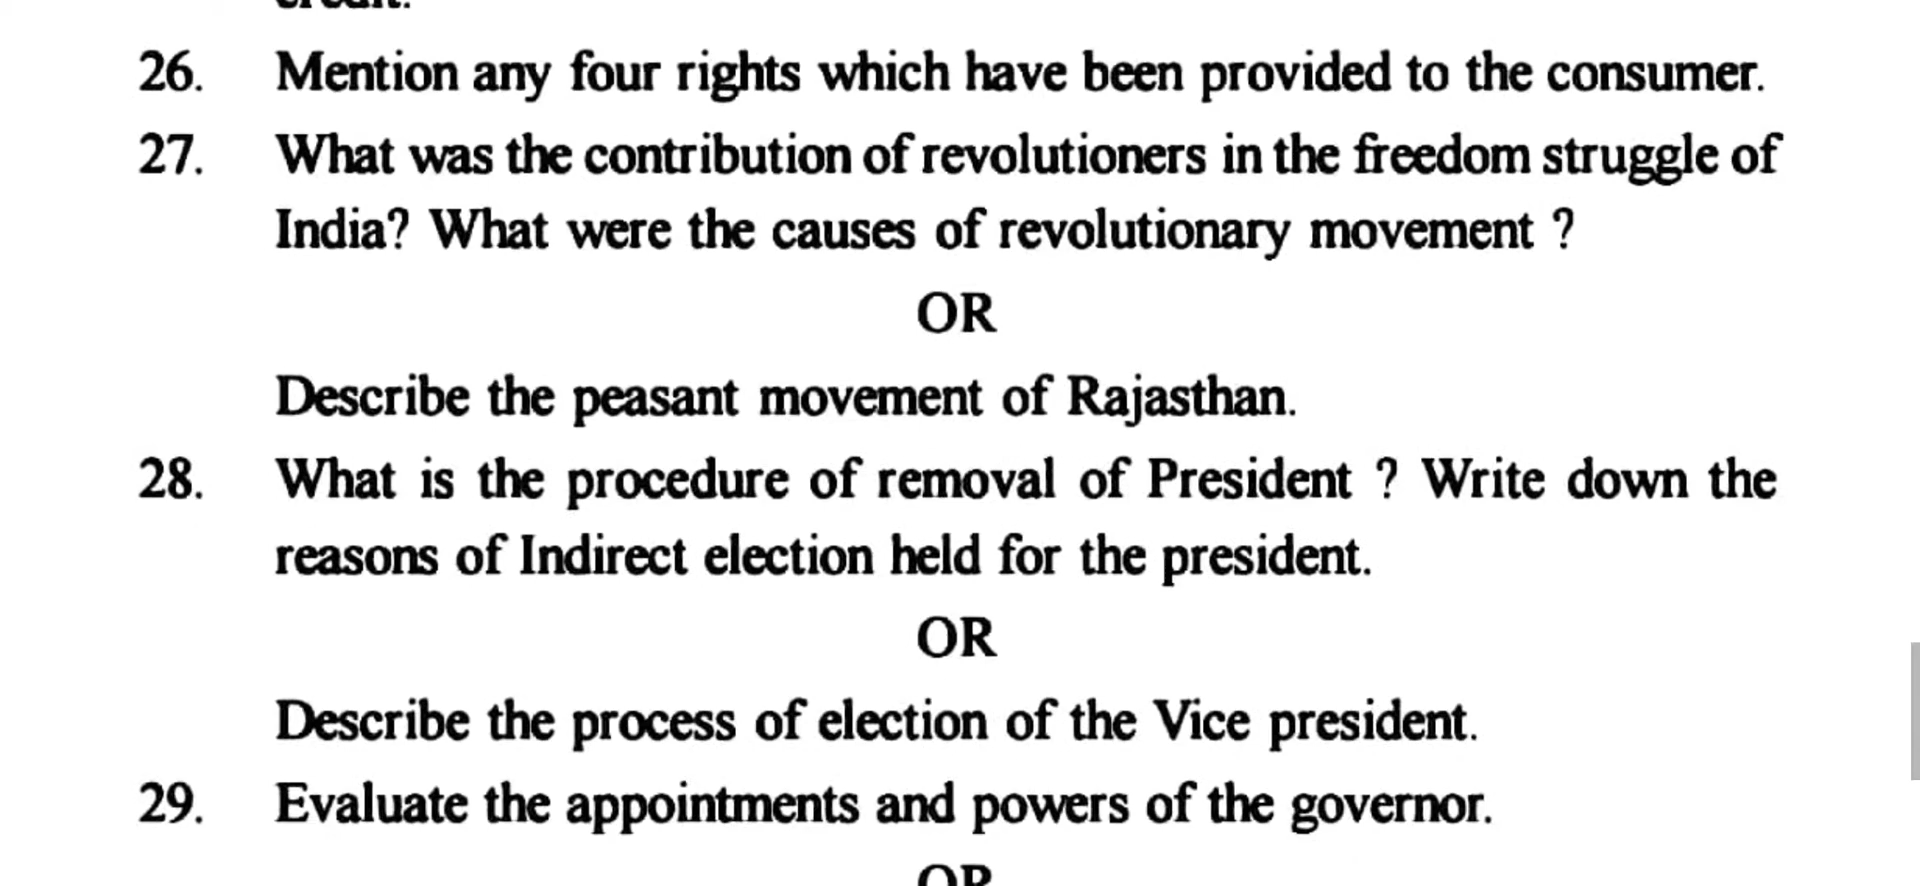 credit.
26. Mention any four rights which have been provided to the consumer.
27. What was the contribution of revolutioners in the freedom struggle of
India? What were the causes of revolutionary movement ?
OR
Describe the peasant movement of Rajasthan.
28. What is the procedure of removal of President ? Write down the
reasons of Indirect election held for the president.
OR
Describe the process of election of the Vice president.
29. Evaluate the appointments and powers of the governor.
OR